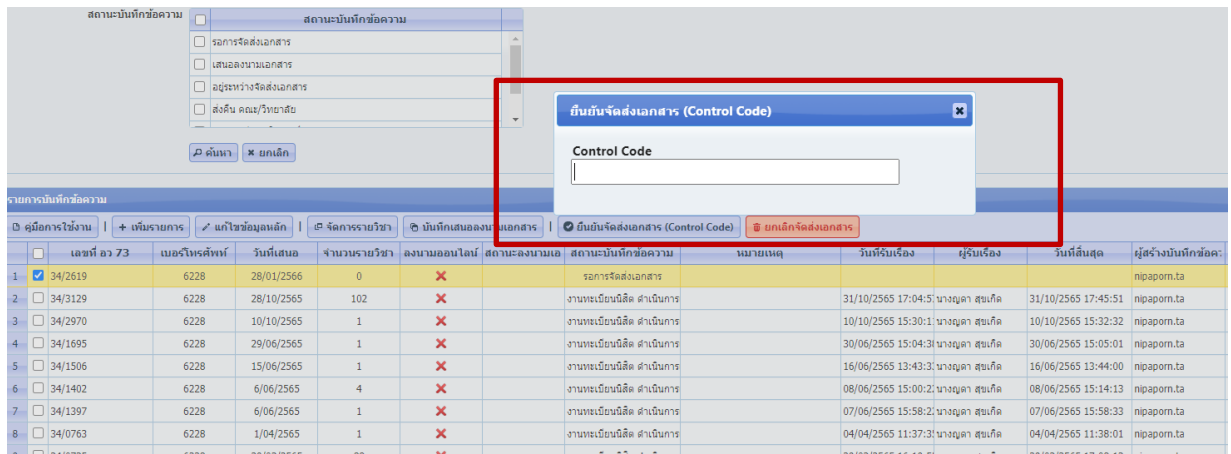 สถานะบันทึกข้อความ
สถานะบันทึกข้อความ
รอการจัดส่งเอกสาร
เสนอลงนามเอกสาร
อยู่ระหว่างจัดส่งเอกสาร
ส่งคืน คณะ/วิทยาลัย
ค้นหา ยกเลิก
ยืนยันจัดส่งเอกสาร (Control Code)
Control Code
รายการบันทึกข้อความ
คู่มือการใช้งาน | + เพิ่มรายการ แก้ไขข้อมูลหลัก | จัดการรายวิชา บันทึกเสนอลงนามเอกสาร | ยืนยันจัดส่งเอกสาร (Control Code) ยกเลิกจัดส่งเอกสาร
เลขที่ อว 73 เบอร์โทรศัพท์ วันที่เสนอ จำนวนรายวิชา ลงนามออนไลน์ สถานะลงนามเอ สถานะบันทึกข้อความ หมายเหตุ วันที่รับเรื่อง ผู้รับเรื่อง วันที่สิ้นสุด ผู้สร้างบันทึกข้อคว
1 34/2619 6228 28/01/2566 0 รอการจัดส่งเอกสาร nipaporn.ta
2 34/3129 6228 28/10/2565 102 งานทะเบียนนิสิต ดำเนินการ 31/10/2565 17:04:5 นางญดา สุขเกิด 31/10/2565 17:45:51 nipaporn.ta
3 34/2970 6228 10/10/2565 1 งานทะเบียนนิสิต ดำเนินการ 10/10/2565 15:30:1 นางญดา สุขเกิด 10/10/2565 15:32:32 nipaporn.ta
4 34/1695 6228 29/06/2565 1 งานทะเบียนนิสิต ดำเนินการ 30/06/2565 15:04:3 นางญดา สุขเกิด 30/06/2565 15:05:01 nipaporn.ta
5 34/1506 6228 15/06/2565 1 งานทะเบียนนิสิต ดำเนินการ 16/06/2565 13:43:3 นางญดา สุขเกิด 16/06/2565 13:44:00 nipaporn.ta
6 34/1402 6228 6/06/2565 4 งานทะเบียนนิสิต ดำเนินการ 08/06/2565 15:00:2 นางญดา สุขเกิด 08/06/2565 15:14:13 nipaporn.ta
7 34/1397 6228 6/06/2565 1 งานทะเบียนนิสิต ดำเนินการ 07/06/2565 15:58:2 นางญดา สุขเกิด 07/06/2565 15:58:33 nipaporn.ta
8 34/0763 6228 1/04/2565 1 งานทะเบียนนิสิต ดำเนินการ 04/04/2565 11:37:3 นางญดา สุขเกิด 04/04/2565 11:38:01 nipaporn.ta